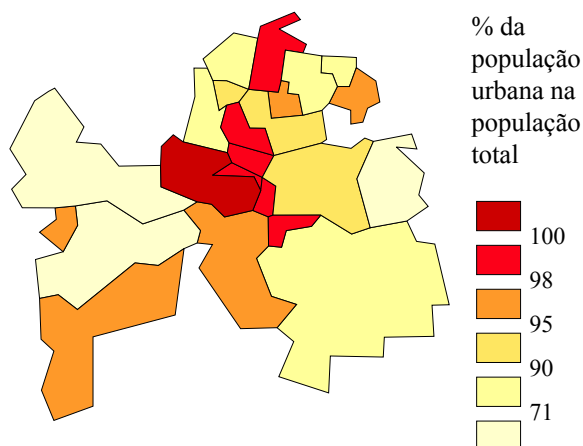 % da
população
urbana na
população
total
100
98
95
90
71